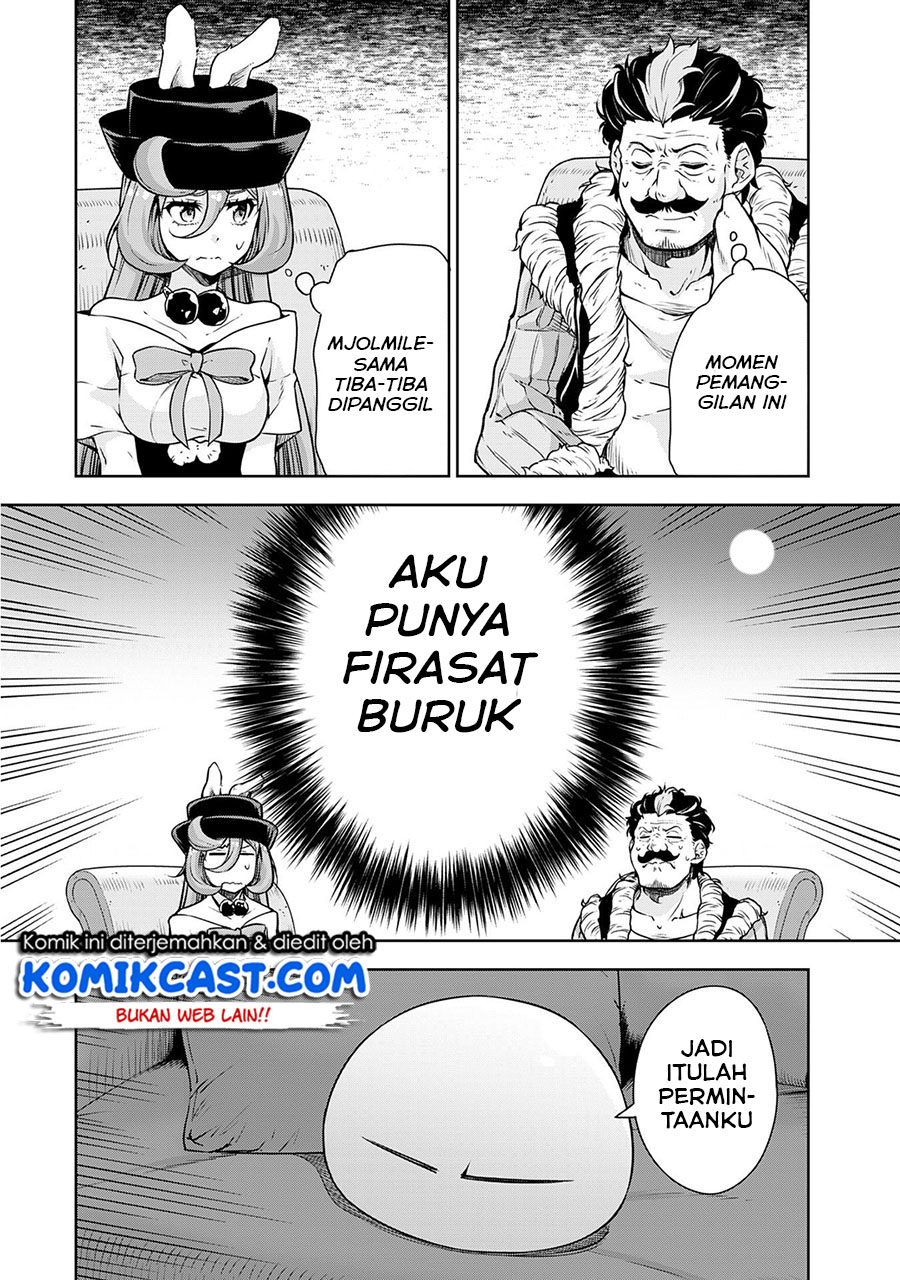 MOMEN
PEMANG-
GILAN INI
MJOLMILE-
SAMA
TIBA-TIBA
DIPANGGIL
AKU
PUNYA
FIRASAT
BURUK
Komik ini diterjemahkan & diedit oleh
KOMIKCAST.COM
BUKAN WEB LAIN!!
JADI
ITULAH
PERMIN-
TAANKU